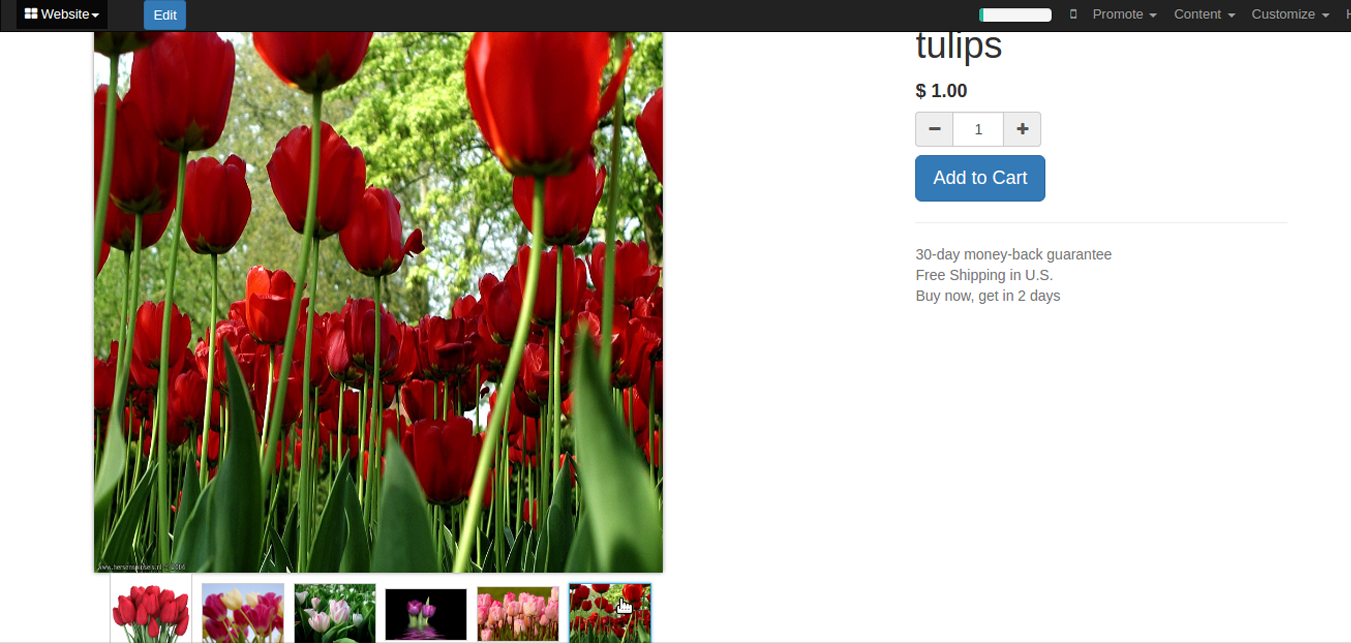 Website
Edit
Promote
Content
Customize
tulips
$ 1.00
1
Add to Cart
30-day money-back guarantee
Free Shipping in U.S.
Buy now, get in 2 days